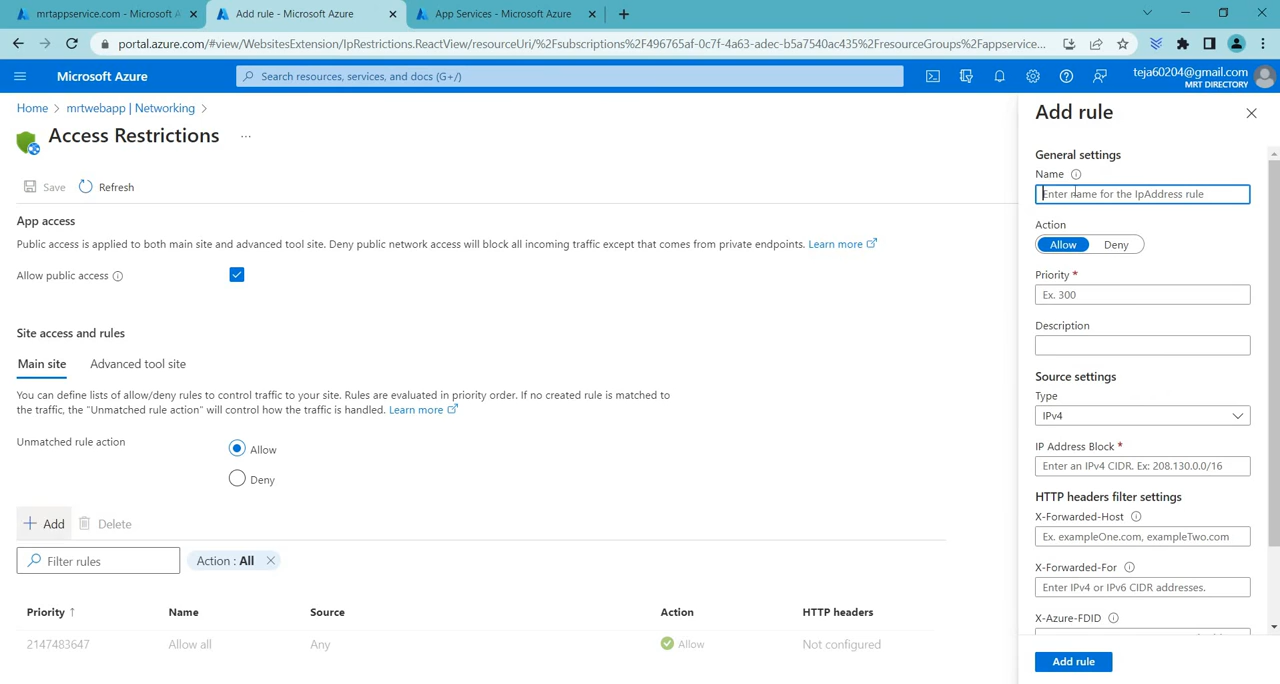 mrtappservice.com - Microsoft A
Add rule - Microsoft Azure
App Services - Microsoft Azure
portal.azure.com/#view/WebsitesExtension/IpRestrictions.ReactView/resourceUri/%2Fsubscriptions%2F496765af-0c7f-4a63-adec-b5a7540ac435%2FresourceGroups%2Fappservice...
Microsoft Azure
Search resources, services, and docs (G+/)
teja60204@gmail.com
MRT DIRECTORY
Home > mrtwebapp | Networking >
Access Restrictions ...
Save
Refresh
App access
Public access is applied to both main site and advanced tool site. Deny public network access will block all incoming traffic except that comes from private endpoints. Learn more
Allow public access
Site access and rules
Main site
Advanced tool site
You can define lists of allow/deny rules to control traffic to your site. Rules are evaluated in priority order. If no created rule is matched to
the traffic, the "Unmatched rule action" will control how the traffic is handled. Learn more
Unmatched rule action
Allow
Deny
+ Add
Delete
Filter rules
Action : All
Priority ↑ Name Source Action HTTP headers
2147483647 Allow all Any Allow Not configured
Add rule
General settings
Name
Enter name for the IpAddress rule
Action
Allow Deny
Priority *
Ex. 300
Description
Source settings
Type
IPv4
IP Address Block *
Enter an IPv4 CIDR. Ex: 208.130.0.0/16
HTTP headers filter settings
X-Forwarded-Host
Ex. exampleOne.com, exampleTwo.com
X-Forwarded-For
Enter IPv4 or IPv6 CIDR addresses.
X-Azure-FDID
Add rule